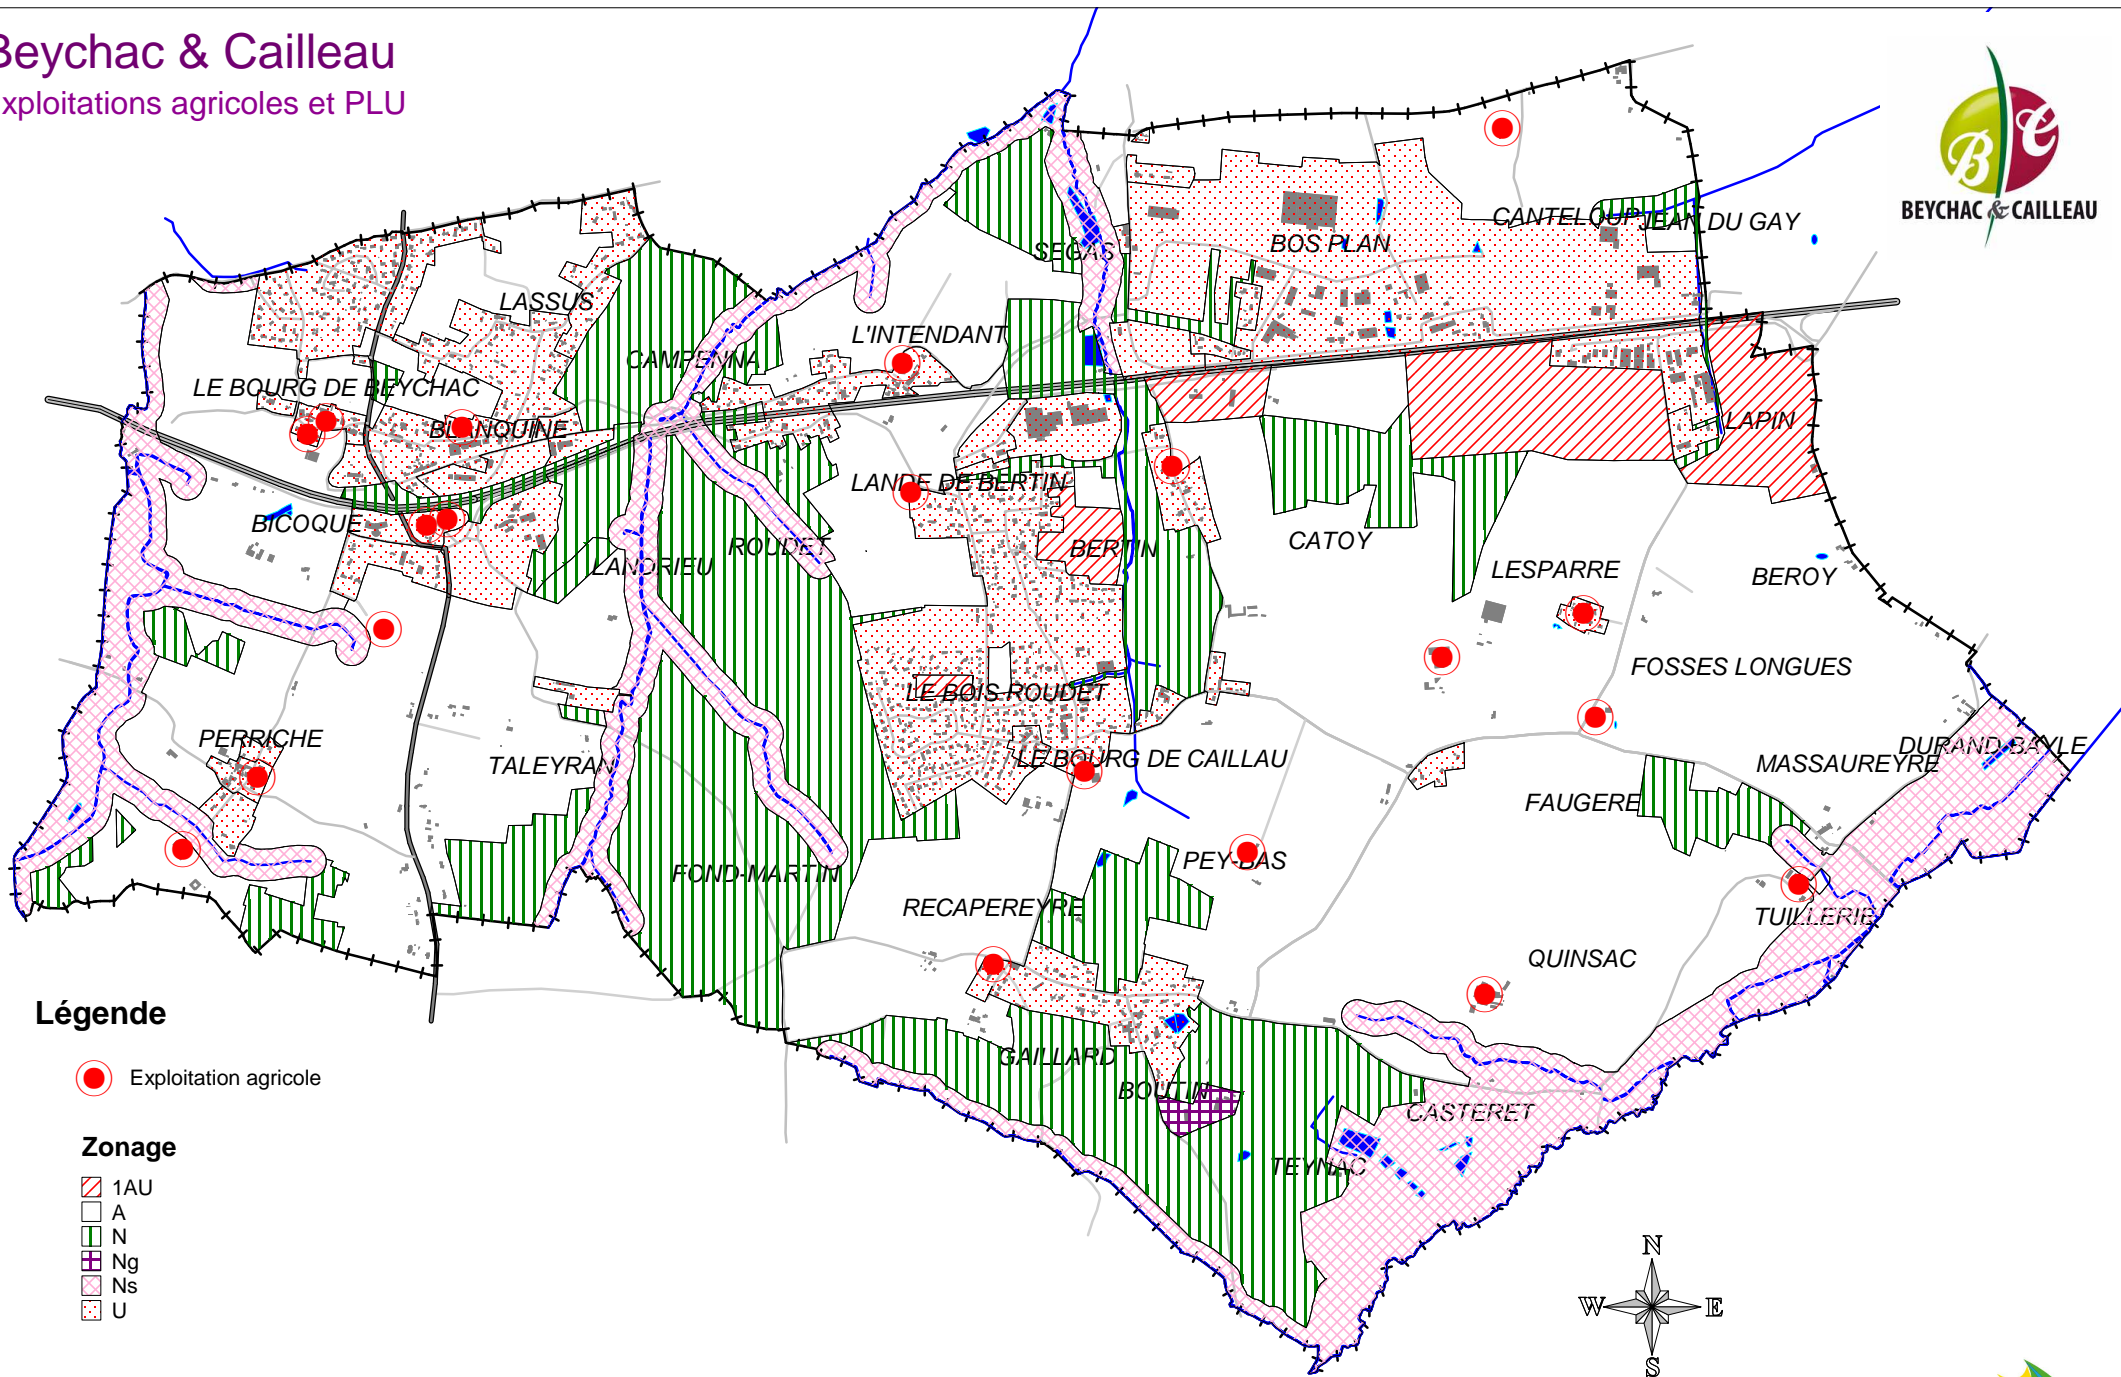 Beychac & Cailleau
xploitations agricoles et PLU
B
C
BEYCHAC & CAILLEAU
CANTELOUP
JEAN DU GAY
BOS PLAN
SEGAS
LASSUS
L'INTENDANT
CAMPENNA
LE BOURG DE BEYCHAC
BLANQUINE
LAPIN
LANDE DE BERTIN
BICOQUE
ROUDET
BERTIN
CATOY
LANDRIEU
LESPARRE
BEROY
FOSSES LONGUES
LE BOIS ROUDET
PERRICHE
TALEYRAN
LE BOURG DE CAILLAU
DURAND BAYLE
MASSAUREYRE
FAUGERE
PEY-BAS
FOND-MARTIN
RECAPEREYRE
TUILLERIE
QUINSAC
GAILLARD
BOUTIN
CASTERET
TEYNAC
Légende
Exploitation agricole
Zonage
1AU
A
N
Ng
Ns
U
N
W
E
S